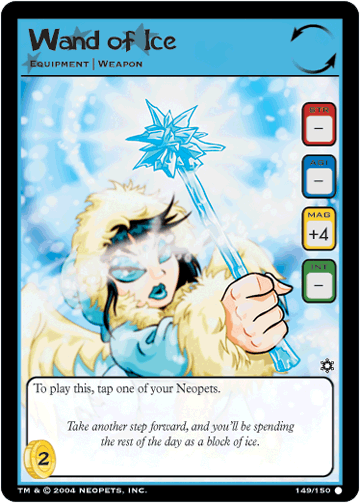 Wand of Ice
Equipment | Weapon
STR
–
AGI
–
MAG
+4
INT
–
To play this, tap one of your Neopets.
Take another step forward, and you'll be spending
the rest of the day as a block of ice.
2
TM & © 2004 NEOPETS, INC.
149/150